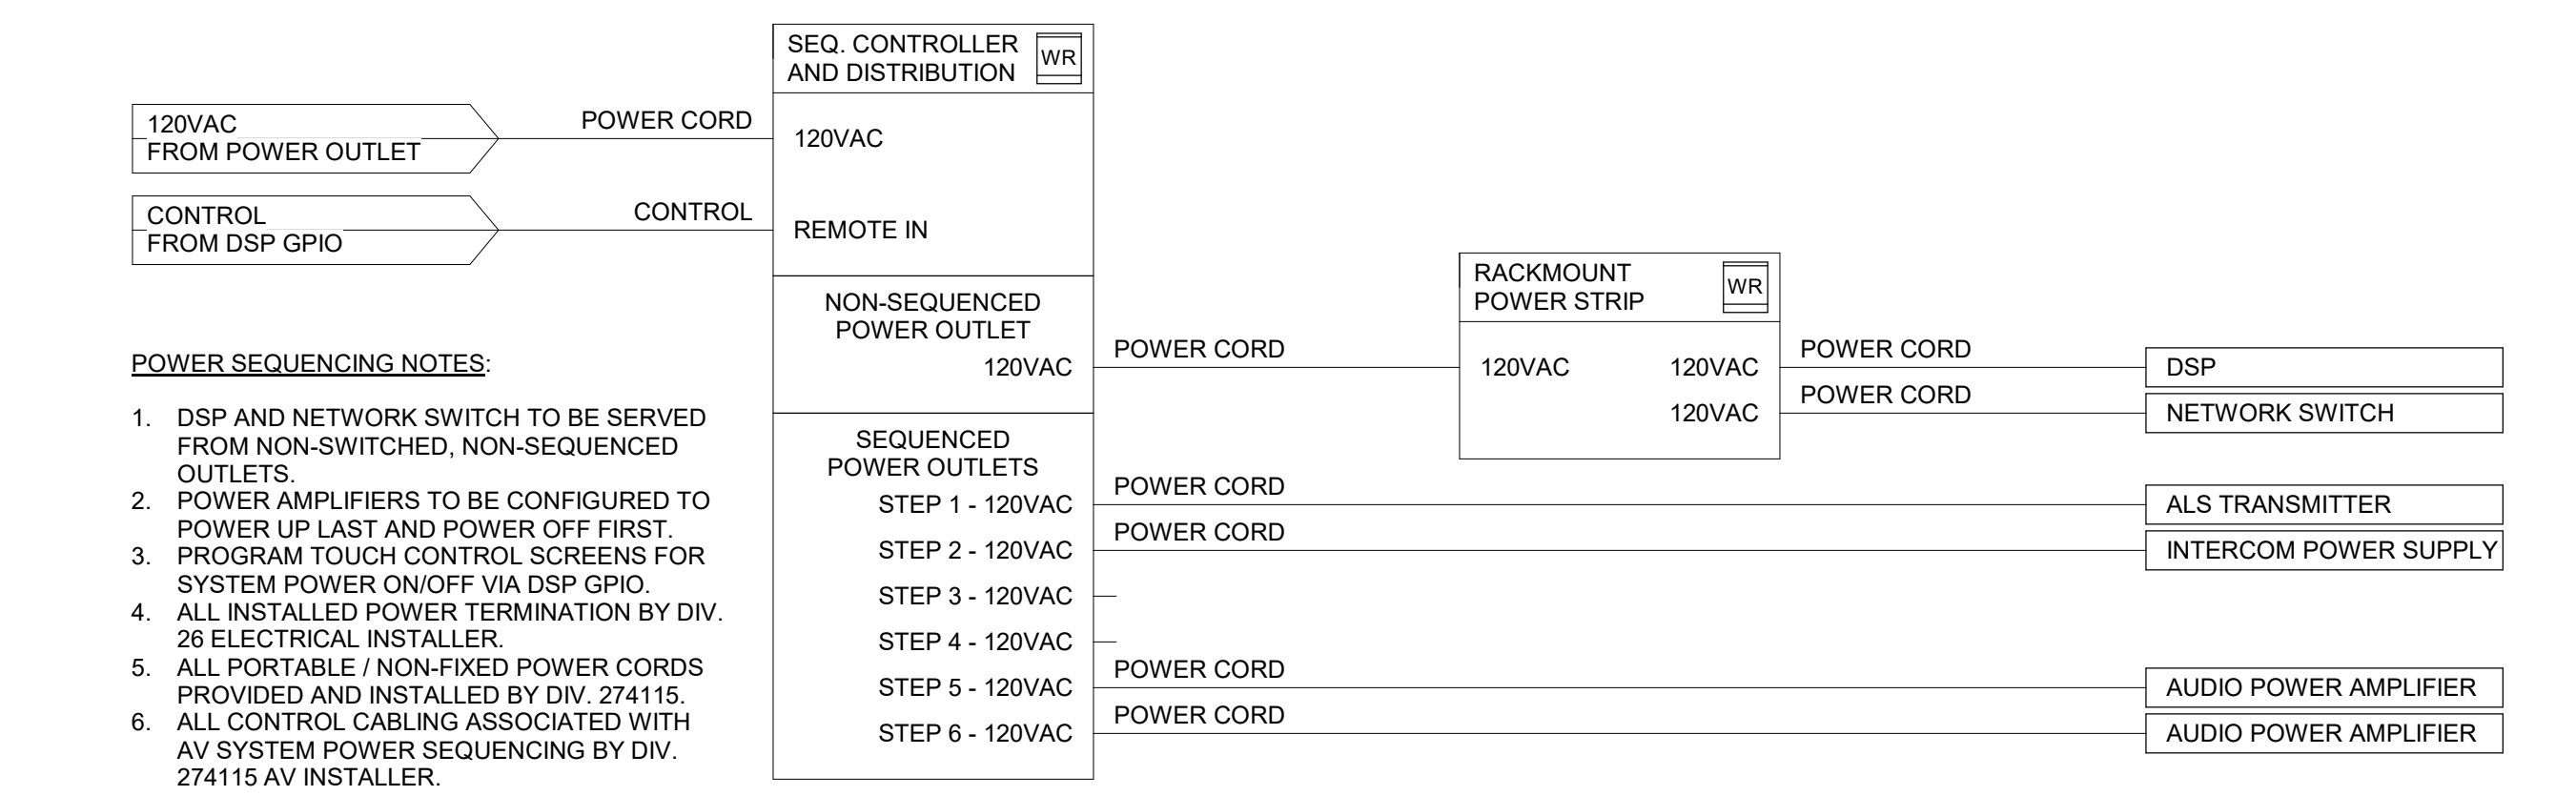 SEQ. CONTROLLER
AND DISTRIBUTION
WR
120VAC
FROM POWER OUTLET
POWER CORD
120VAC
CONTROL
FROM DSP GPIO
CONTROL
REMOTE IN
NON-SEQUENCED
POWER OUTLET
120VAC
POWER CORD
RACKMOUNT
POWER STRIP
WR
120VAC
120VAC
POWER CORD
DSP
120VAC
POWER CORD
NETWORK SWITCH
SEQUENCED
POWER OUTLETS
STEP 1 - 120VAC
POWER CORD
ALS TRANSMITTER
STEP 2 - 120VAC
POWER CORD
INTERCOM POWER SUPPLY
STEP 3 - 120VAC
STEP 4 - 120VAC
STEP 5 - 120VAC
POWER CORD
AUDIO POWER AMPLIFIER
STEP 6 - 120VAC
POWER CORD
AUDIO POWER AMPLIFIER
POWER SEQUENCING NOTES:
1. DSP AND NETWORK SWITCH TO BE SERVED
FROM NON-SWITCHED, NON-SEQUENCED
OUTLETS.
2. POWER AMPLIFIERS TO BE CONFIGURED TO
POWER UP LAST AND POWER OFF FIRST.
3. PROGRAM TOUCH CONTROL SCREENS FOR
SYSTEM POWER ON/OFF VIA DSP GPIO.
4. ALL INSTALLED POWER TERMINATION BY DIV.
26 ELECTRICAL INSTALLER.
5. ALL PORTABLE / NON-FIXED POWER CORDS
PROVIDED AND INSTALLED BY DIV. 274115.
6. ALL CONTROL CABLING ASSOCIATED WITH
AV SYSTEM POWER SEQUENCING BY DIV.
274115 AV INSTALLER.